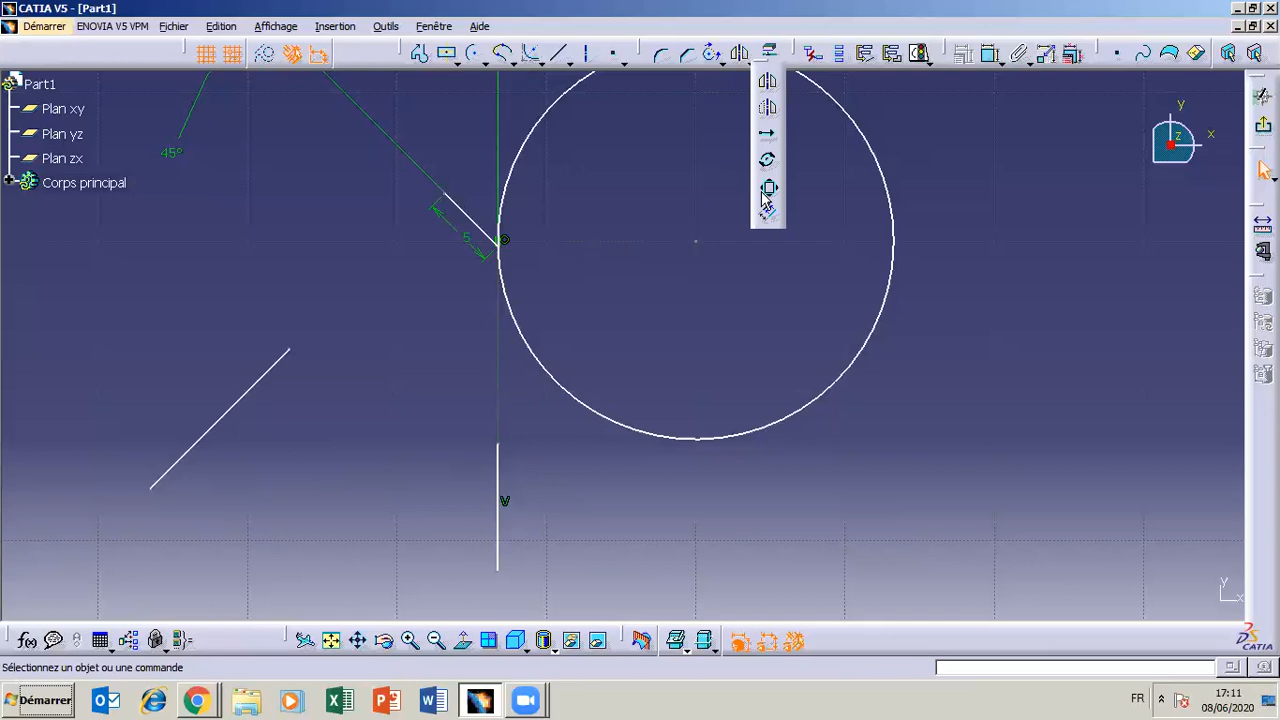 CATIA V5 - [Part1]
Démarrer ENOVIA V5 VPM Fichier Edition Affichage Insertion Outils Fenêtre Aide
Part1
Plan xy
Plan yz
Plan zx
Corps principal
45°
5
V
y
x
z
y
x
f(x)
CATIA
Sélectionnez un objet ou une commande
Démarrer
FR
17:11
08/06/2020